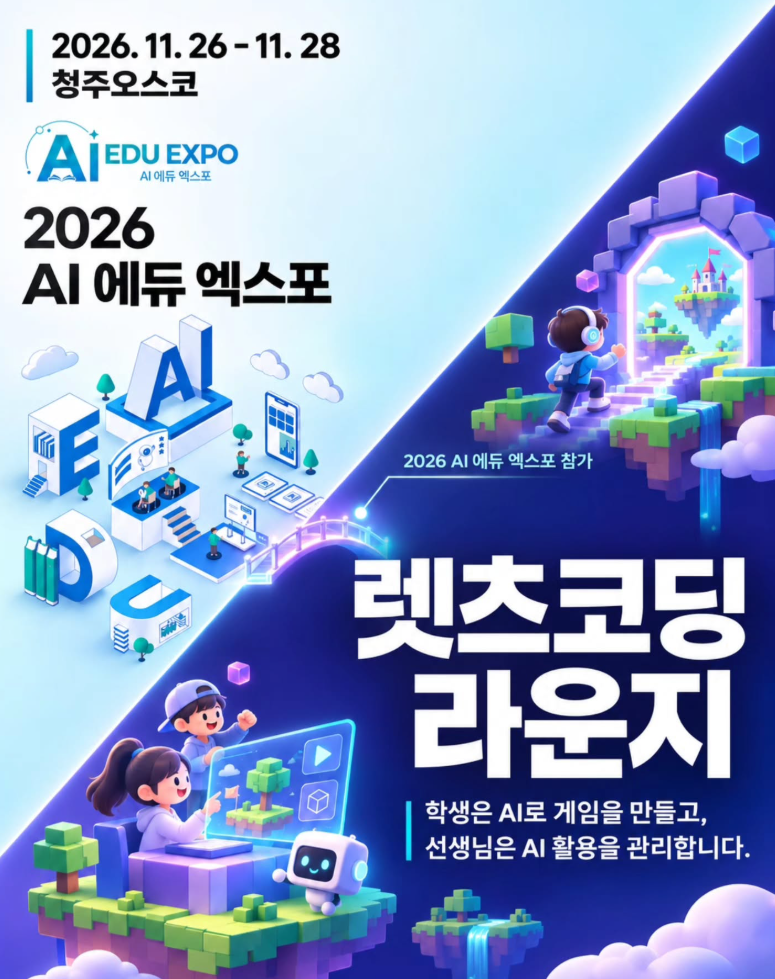 2026. 11. 26 - 11. 28
청주오스코
Ai EDU EXPO
AI 에듀 엑스포
2026
AI 에듀 엑스포
AI
E
D
U
2026 AI 에듀 엑스포 참가
렛츠코딩
라운지
학생은 AI로 게임을 만들고,
선생님은 AI 활용을 관리합니다.